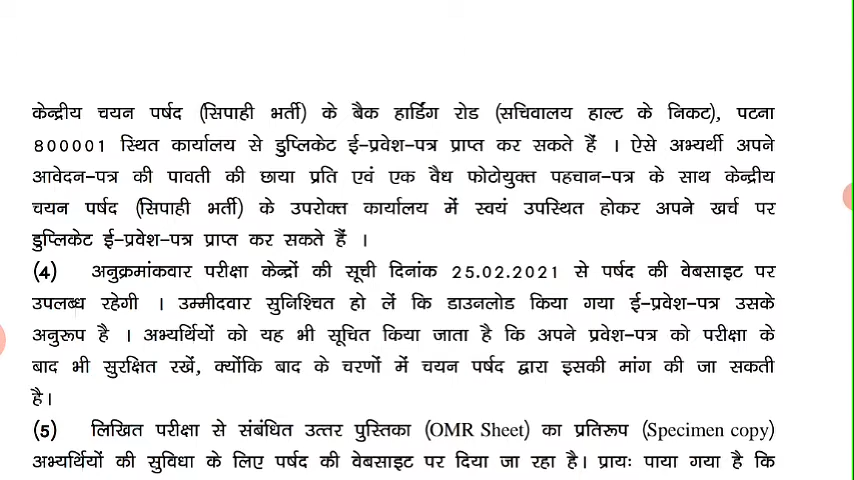 केन्द्रीय चयन पर्षद (सिपाही भर्ती) के बैक हार्डिंग रोड (सचिवालय हाल्ट के निकट), पटना
800001 स्थित कार्यालय से डुप्लिकेट ई-प्रवेश-पत्र प्राप्त कर सकते हैं । ऐसे अभ्यर्थी अपने
आवेदन-पत्र की पावती की छाया प्रति एवं एक वैध फोटोयुक्त पहचान-पत्र के साथ केन्द्रीय
चयन पर्षद (सिपाही भर्ती) के उपरोक्त कार्यालय में स्वयं उपस्थित होकर अपने खर्च पर
डुप्लिकेट ई-प्रवेश-पत्र प्राप्त कर सकते हैं ।
(4) अनुक्रमांकवार परीक्षा केन्द्रों की सूची दिनांक 25.02.2021 से पर्षद की वेबसाइट पर
उपलब्ध रहेगी । उम्मीदवार सुनिश्चित हो लें कि डाउनलोड किया गया ई-प्रवेश-पत्र उसके
अनुरूप है । अभ्यर्थियों को यह भी सूचित किया जाता है कि अपने प्रवेश-पत्र को परीक्षा के
बाद भी सुरक्षित रखें, क्योंकि बाद के चरणों में चयन पर्षद द्वारा इसकी मांग की जा सकती
है।
(5) लिखित परीक्षा से संबंधित उत्तर पुस्तिका (OMR Sheet) का प्रतिरूप (Specimen copy)
अभ्यर्थियों की सुविधा के लिए पर्षद की वेबसाइट पर दिया जा रहा है। प्रायः पाया गया है कि